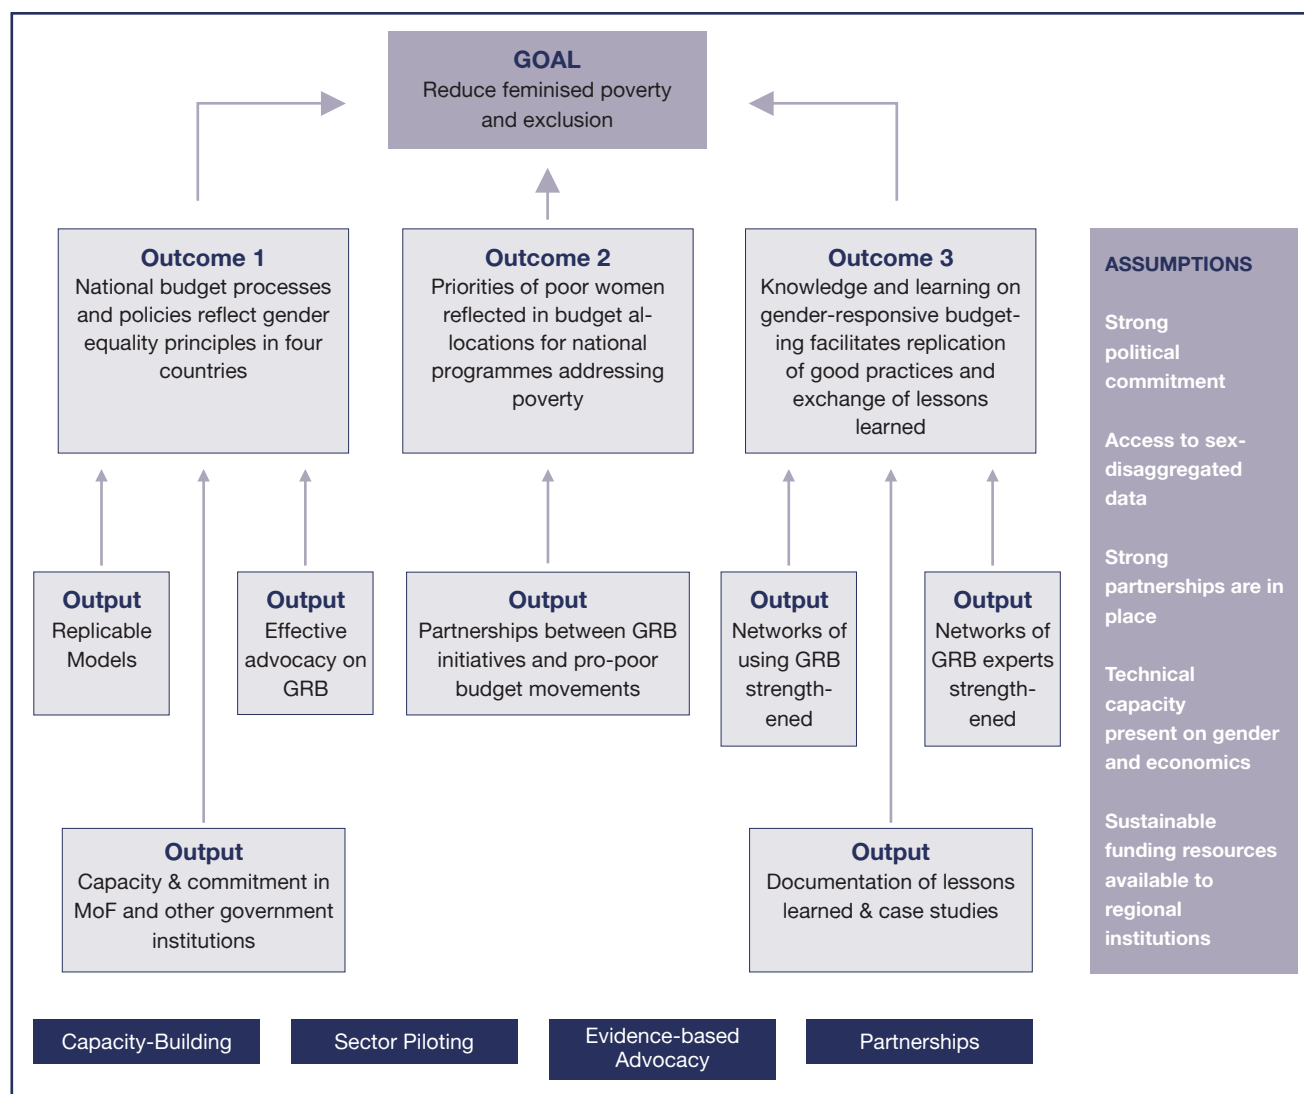 GOAL
Reduce feminised poverty
and exclusion
Outcome 1
National budget processes
and policies reflect gender
equality principles in four
countries
Outcome 2
Priorities of poor women
reflected in budget al-
locations for national
programmes addressing
poverty
Outcome 3
Knowledge and learning on
gender-responsive budget-
ing facilitates replication
of good practices and
exchange of lessons
learned
Output
Replicable
Models
Output
Effective
advocacy on
GRB
Output
Partnerships between GRB
initiatives and pro-poor
budget movements
Output
Networks of
using GRB
strength-
ened
Output
Networks of
GRB experts
strength-
ened
Output
Capacity & commitment in
MoF and other government
institutions
Output
Documentation of lessons
learned & case studies
ASSUMPTIONS
Strong
political
commitment
Access to sex-
disaggregated
data
Strong
partnerships are in
place
Technical
capacity
present on gender
and economics
Sustainable
funding resources
available to
regional
institutions
Capacity-Building
Sector Piloting
Evidence-based
Advocacy
Partnerships